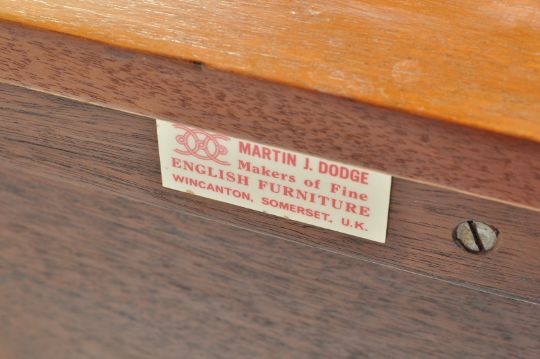 MARTIN J. DODGE
Makers of Fine
ENGLISH FURNITURE
WINCANTON, SOMERSET, U.K.